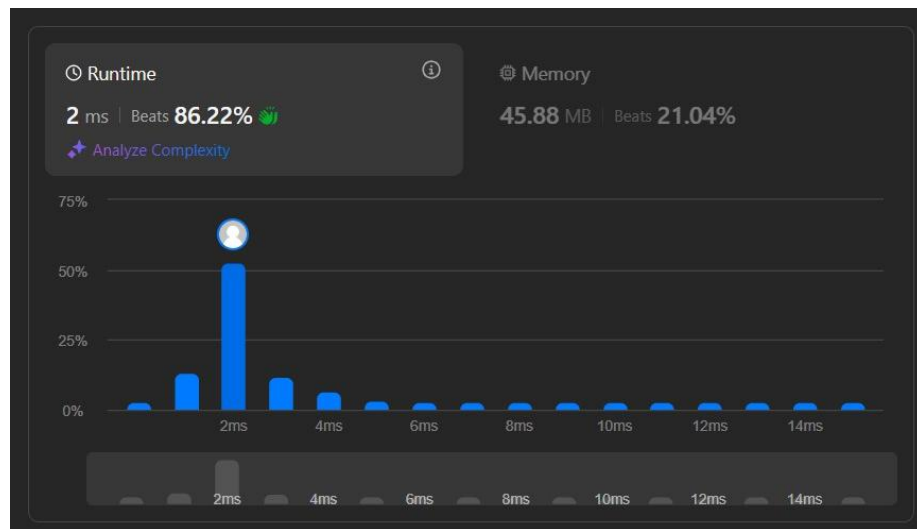 Runtime
2 ms | Beats 86.22%
Analyze Complexity
Memory
45.88 MB | Beats 21.04%
75%
50%
25%
0%
2ms 4ms 6ms 8ms 10ms 12ms 14ms
2ms 4ms 6ms 8ms 10ms 12ms 14ms